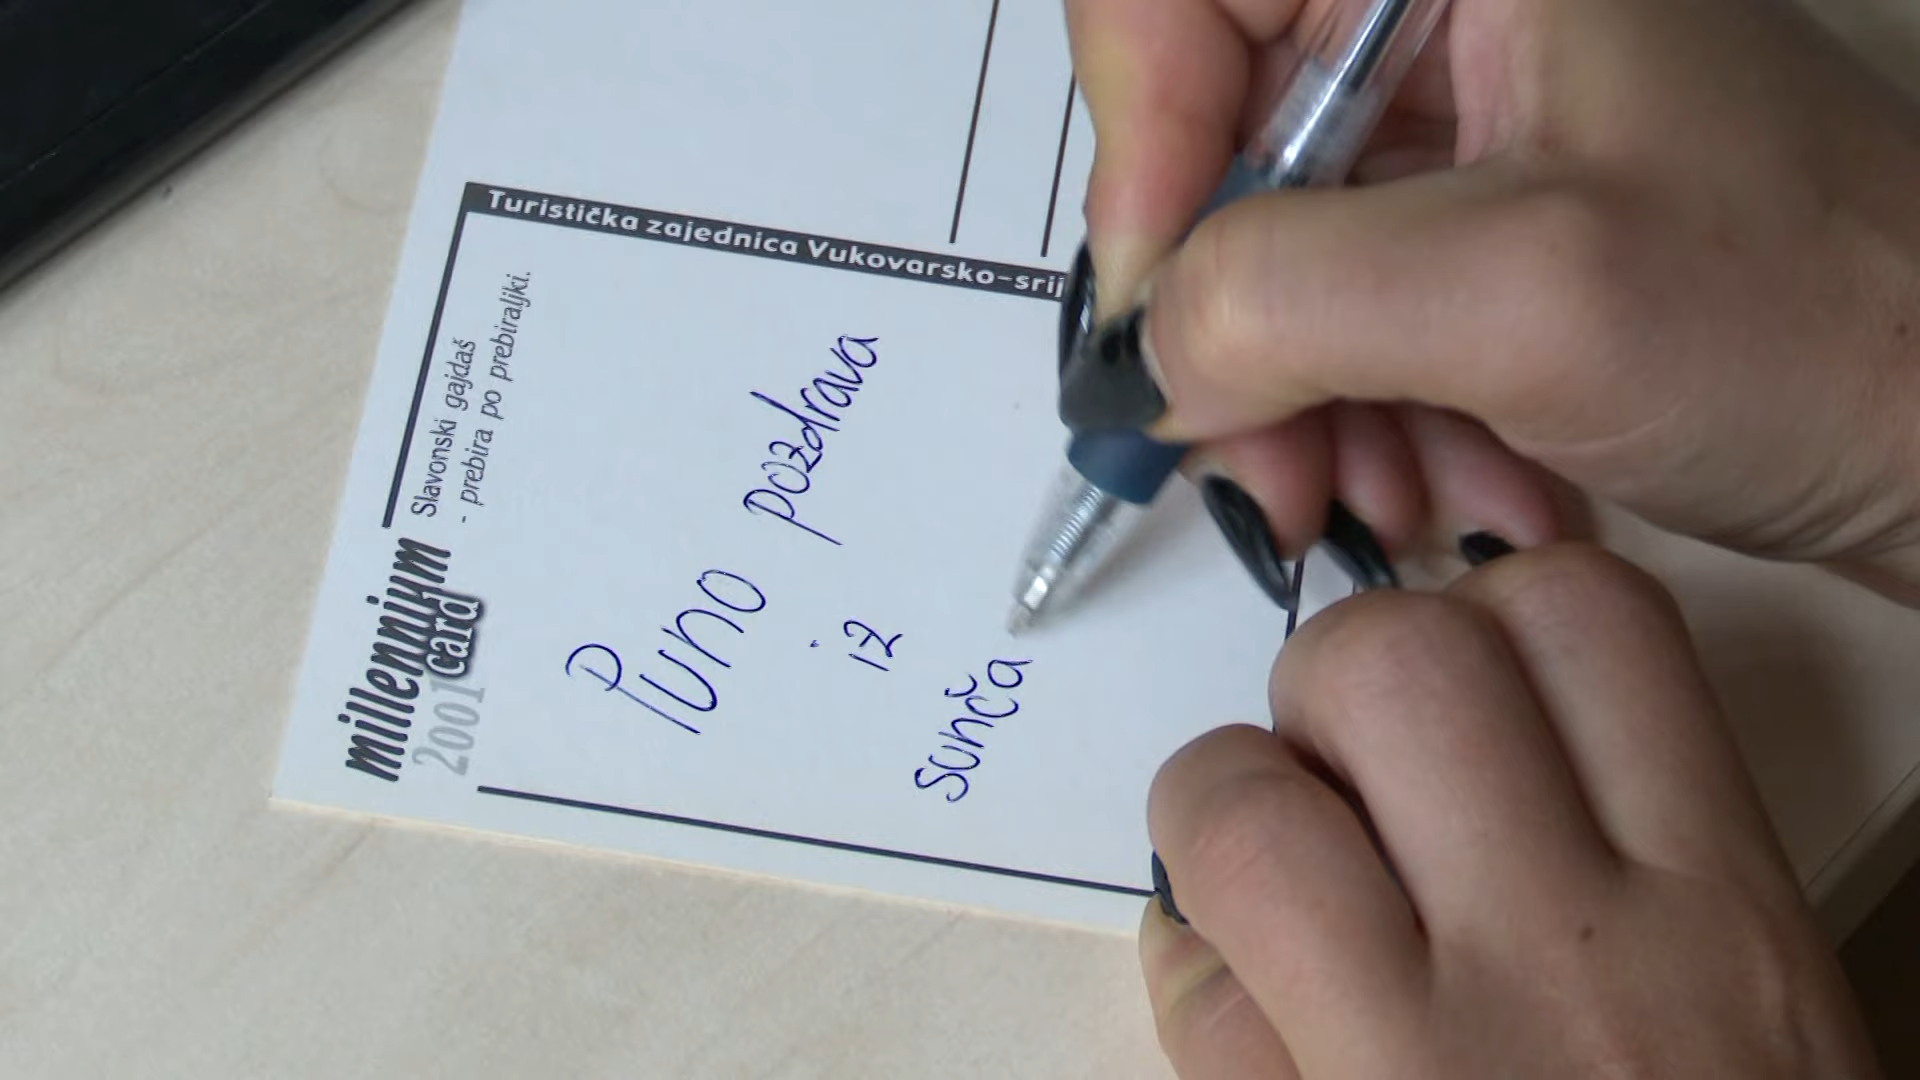 millennium
2001 card
Slavonski gajdaš
- prebira po prebiraljki.
Turistička zajednica Vukovarsko-srij
Puno pozdrava
iz
sunča